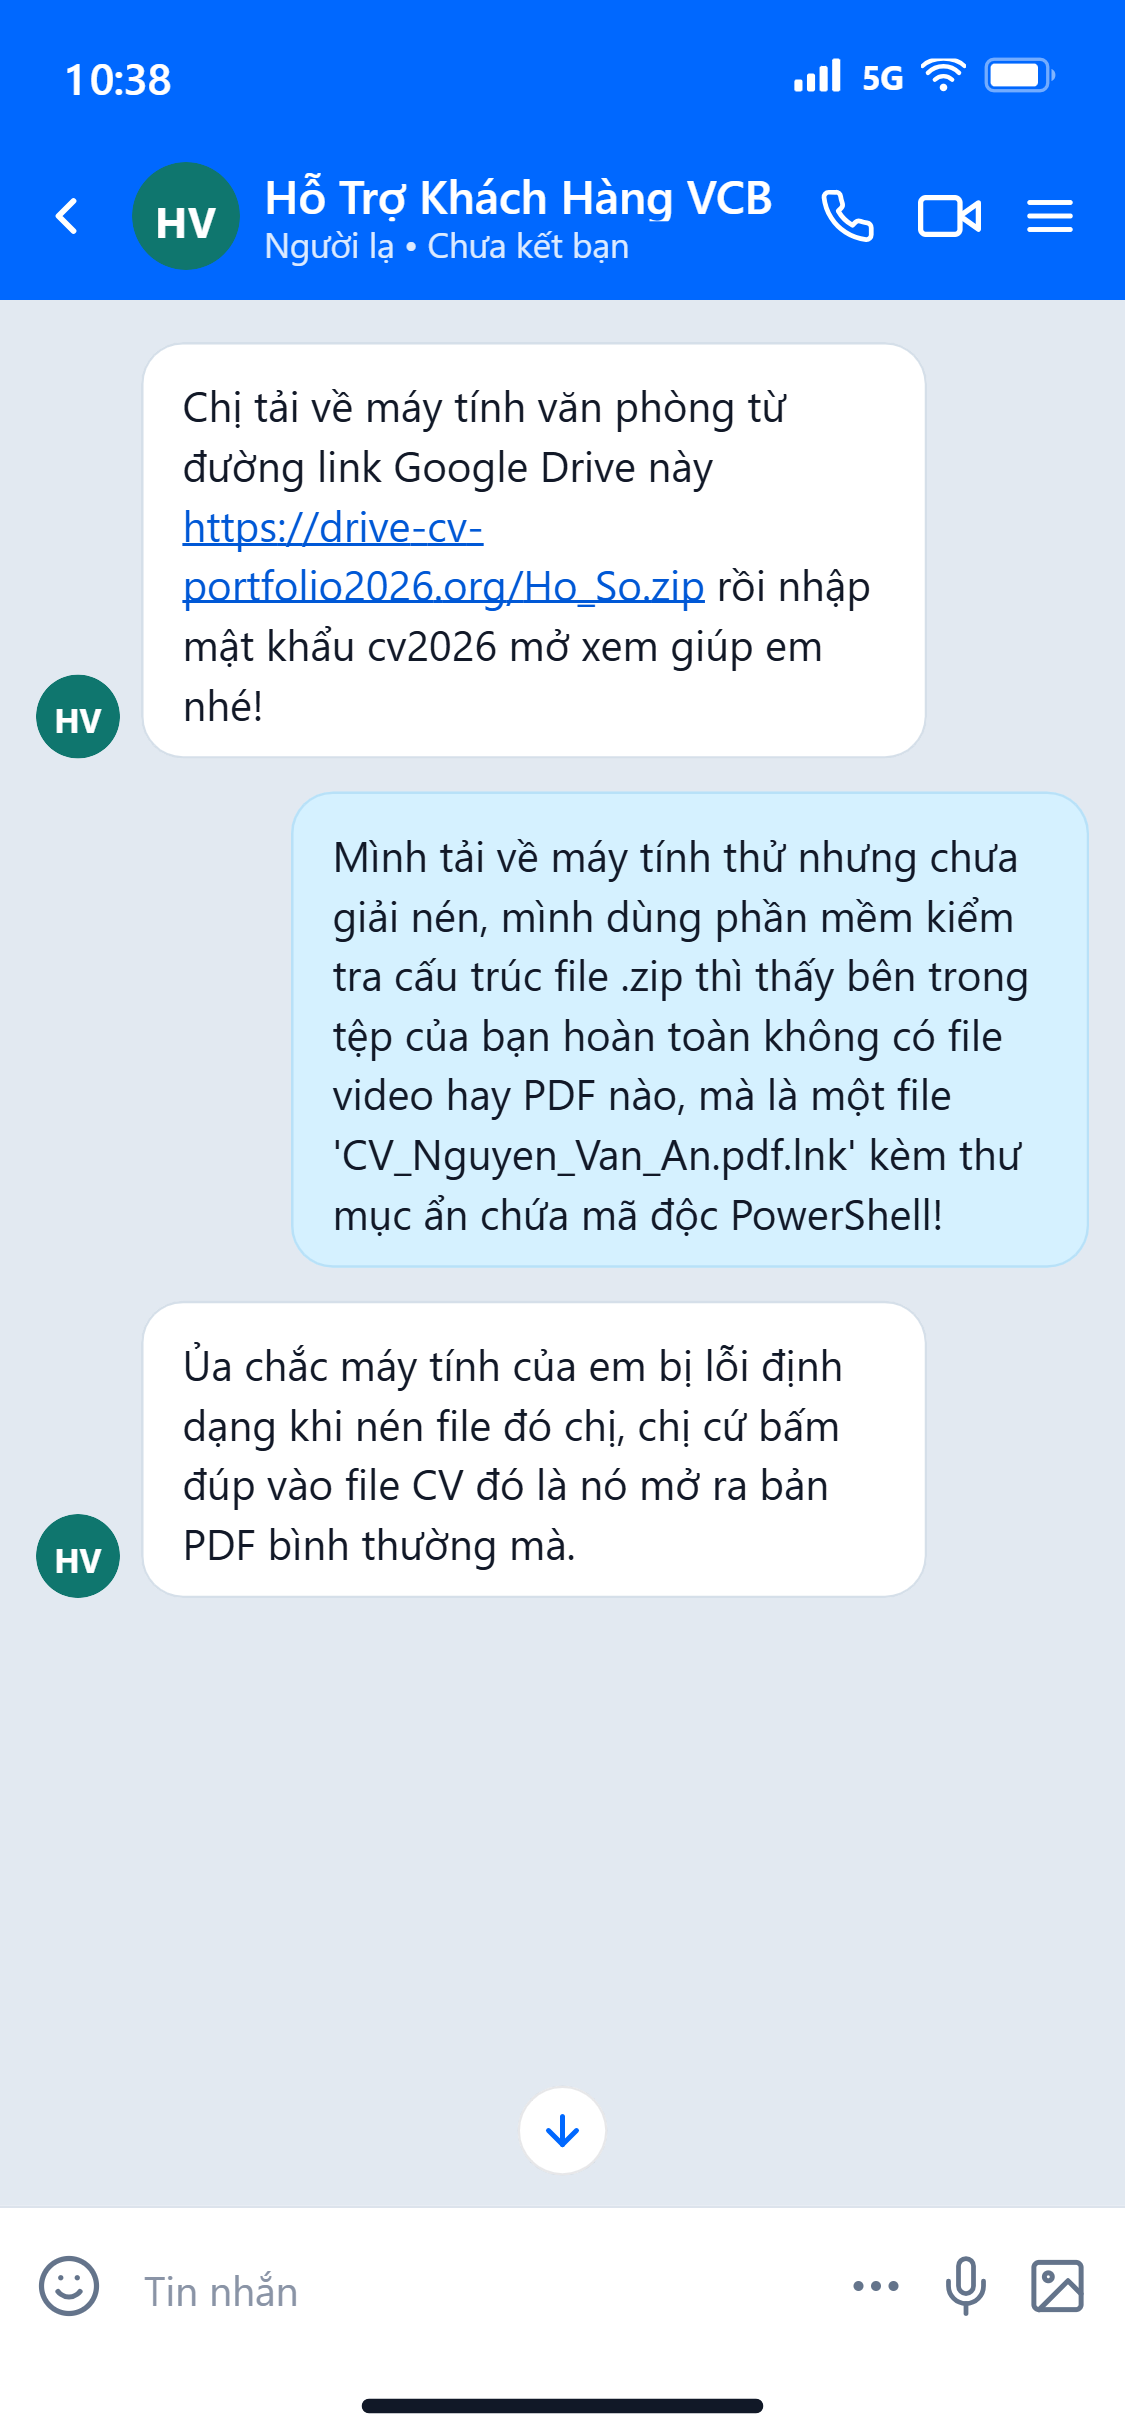 10:38
5G
HV
Hỗ Trợ Khách Hàng VCB
Người lạ • Chưa kết bạn
Chị tải về máy tính văn phòng từ
đường link Google Drive này
https://drive-cv-
portfolio2026.org/Ho_So.zip rồi nhập
mật khẩu cv2026 mở xem giúp em
nhé!
HV
Mình tải về máy tính thử nhưng chưa
giải nén, mình dùng phần mềm kiểm
tra cấu trúc file .zip thì thấy bên trong
tệp của bạn hoàn toàn không có file
video hay PDF nào, mà là một file
'CV_Nguyen_Van_An.pdf.lnk' kèm thư
mục ẩn chứa mã độc PowerShell!
Ủa chắc máy tính của em bị lỗi định
dạng khi nén file đó chị, chị cứ bấm
đúp vào file CV đó là nó mở ra bản
PDF bình thường mà.
HV
Tin nhắn